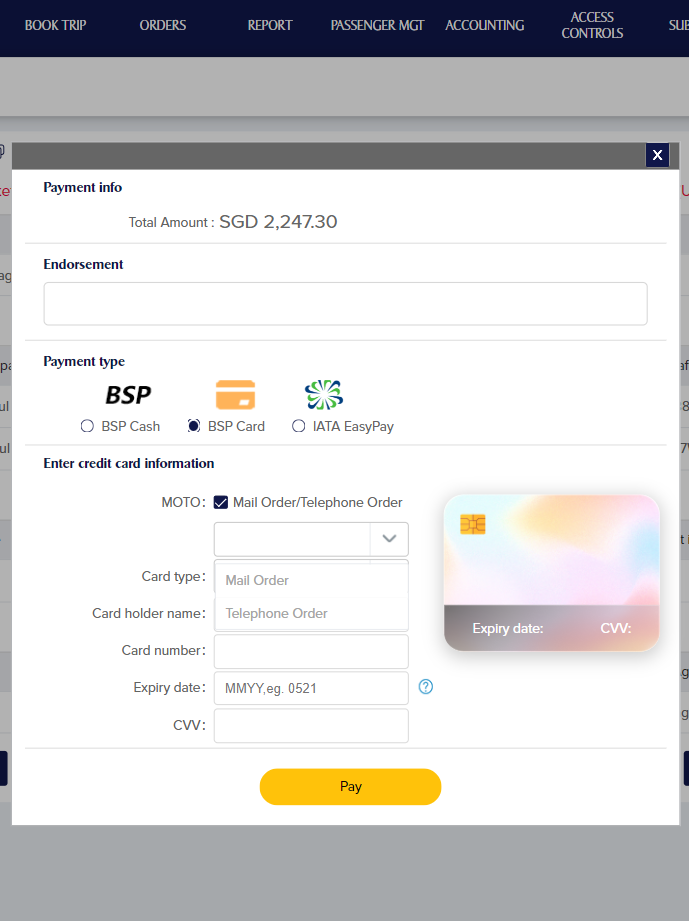 BOOK TRIP ORDERS REPORT PASSENGER MGT ACCOUNTING ACCESS CONTROLS SUB
X
Payment info
Total Amount : SGD 2,247.30
Endorsement
Payment type
BSP
BSP Cash BSP Card IATA EasyPay
Enter credit card information
MOTO: Mail Order/Telephone Order
Card type: Mail Order
Card holder name: Telephone Order
Card number:
Expiry date: MMYY,eg. 0521 ?
CVV:
Expiry date: CVV:
Pay